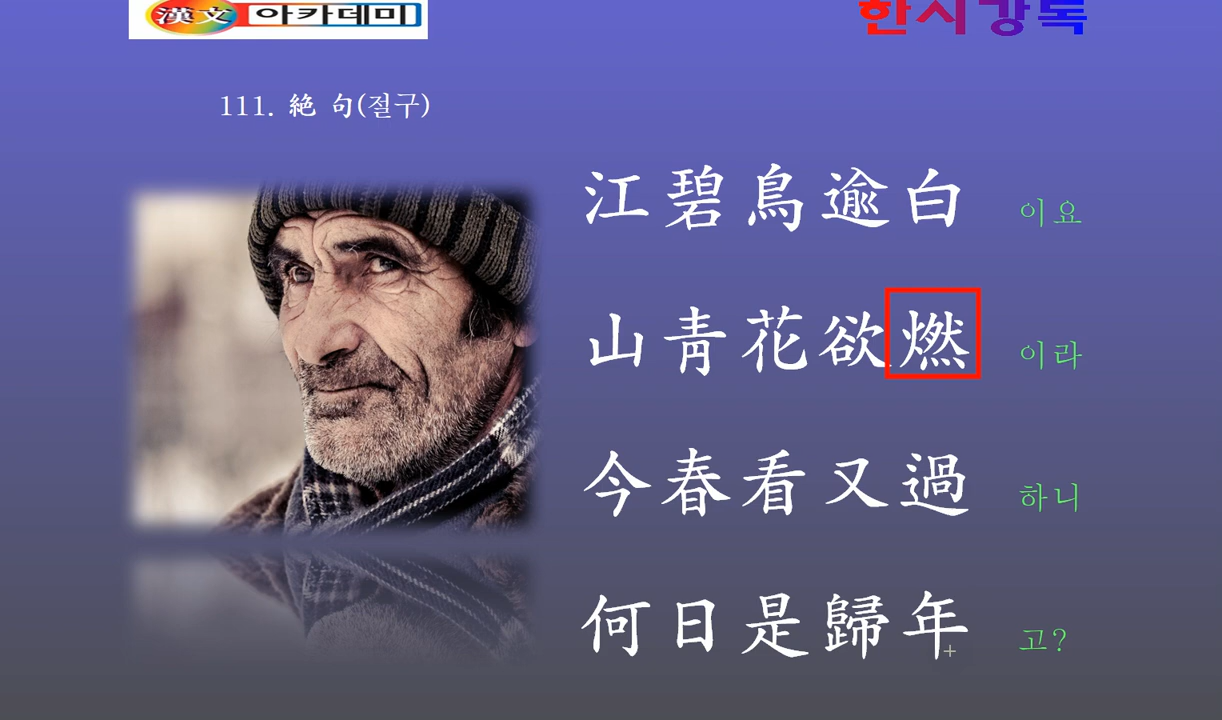 漢文 아카데미
한시강독
111. 絶 句(절구)
江碧鳥逾白 이요
山靑花欲燃 이라
今春看又過 하니
何日是歸年 고?